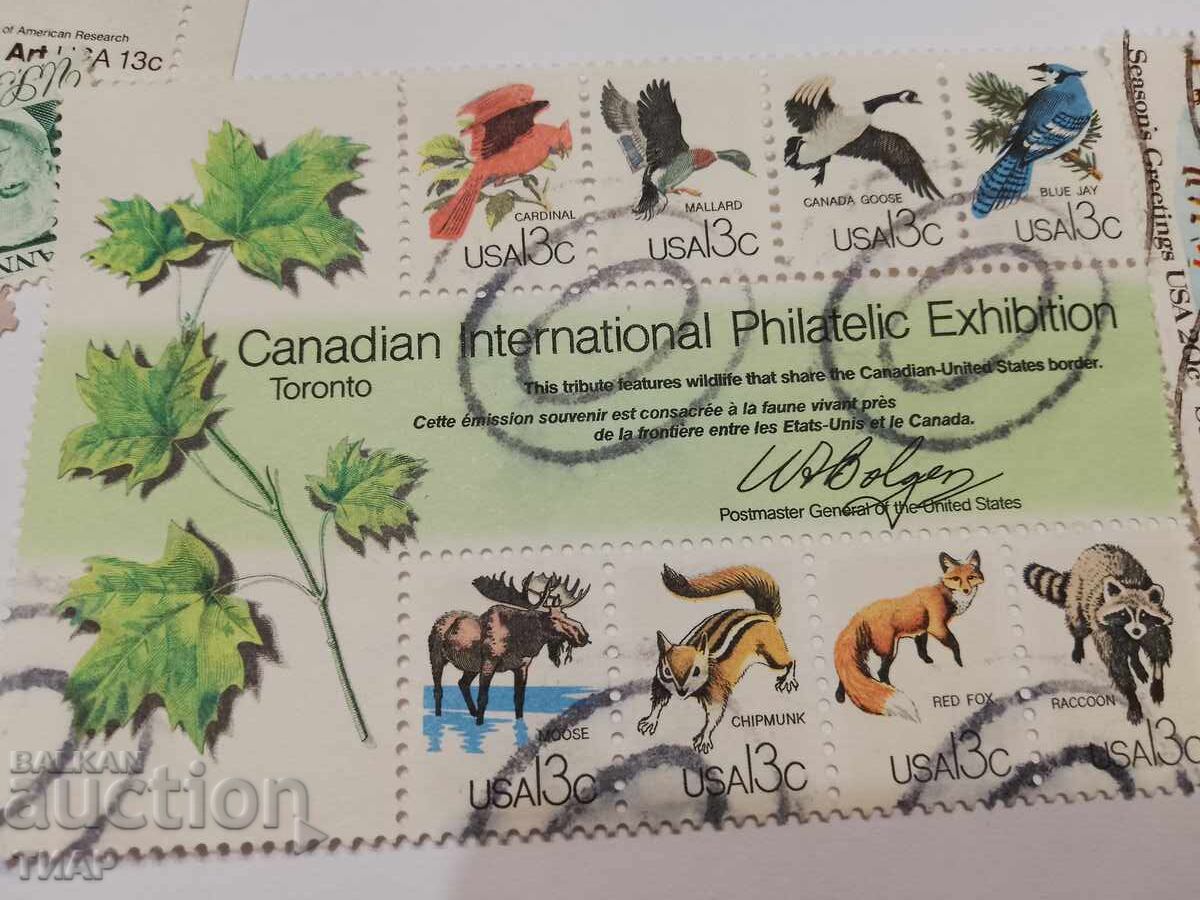 of American Research
Art USA 13c
ANN
CARDINAL
USA13c
MALLARD
USA13c
CANADA GOOSE
USA13c
BLUE JAY
USA13c
Season's Greetings USA 20c
Canadian International Philatelic Exhibition
Toronto
This tribute features wildlife that share the Canadian-United States border.
Cette émission souvenir est consacrée à la faune vivant près
de la frontière entre les Etats-Unis et le Canada.
Postmaster General of the United States
MOOSE
USA13c
CHIPMUNK
USA13c
RED FOX
USA13c
RACCOON
USA13c
BALKAN
auction
ТИАР